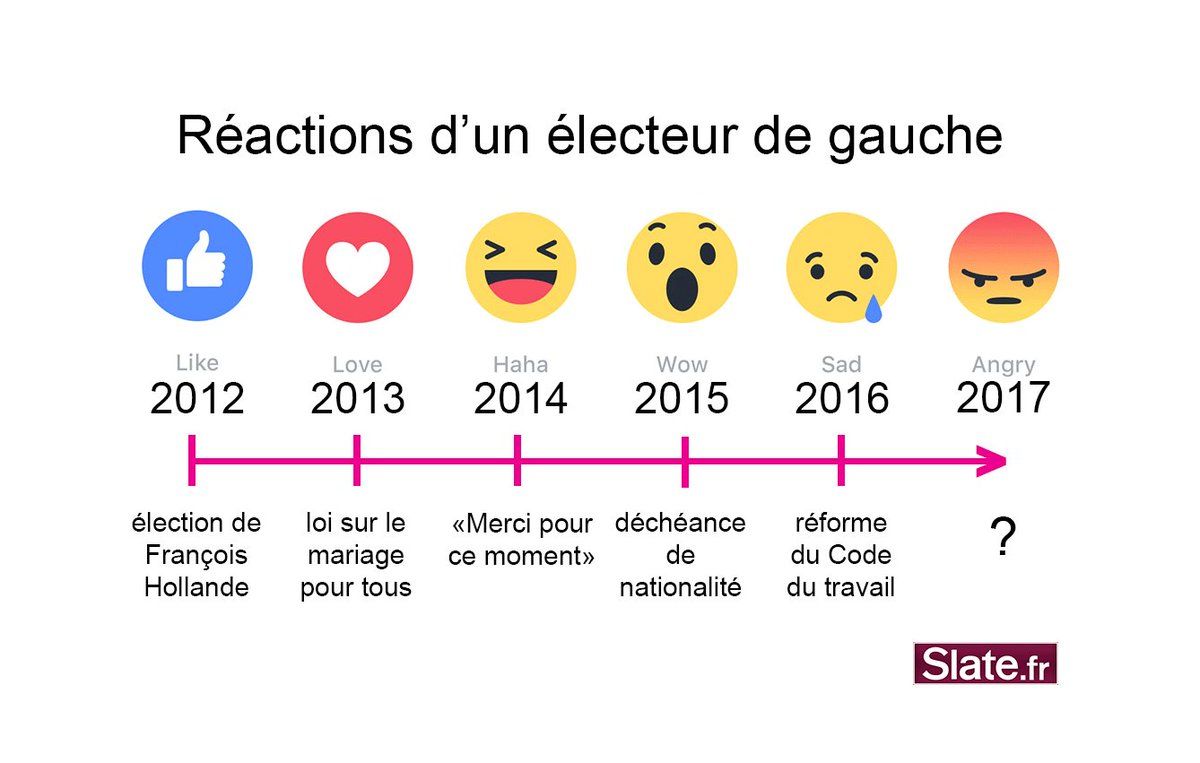 Réactions d’un électeur de gauche
Like Love Haha Wow Sad Angry
2012 2013 2014 2015 2016 2017
élection de
François
Hollande
loi sur le
mariage
pour tous
«Merci pour
ce moment»
déchéance
de
nationalité
réforme
du Code
du travail
?
Slate.fr